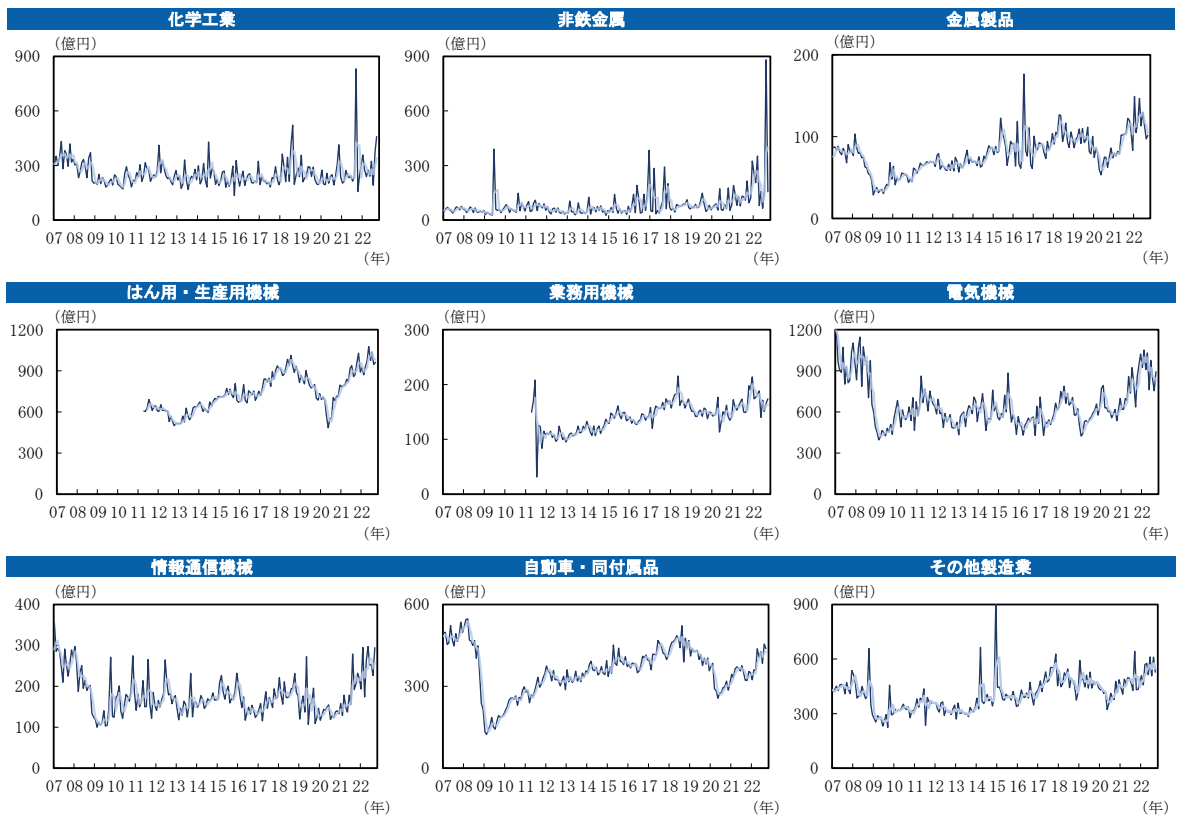 化学工業 非鉄金属 金属製品
（億円） （億円） （億円）
900 900 200
600 600
100
300 300
0 0 0
07 08 09 10 11 12 13 14 15 16 17 18 19 20 21 22 07 08 09 10 11 12 13 14 15 16 17 18 19 20 21 22 07 08 09 10 11 12 13 14 15 16 17 18 19 20 21 22
（年） （年） （年）
はん用・生産用機械 業務用機械 電気機械
（億円） （億円） （億円）
1200 300 1200
900 200 900
600 600
300 100 300
0 0 0
07 08 09 10 11 12 13 14 15 16 17 18 19 20 21 22 07 08 09 10 11 12 13 14 15 16 17 18 19 20 21 22 07 08 09 10 11 12 13 14 15 16 17 18 19 20 21 22
（年） （年） （年）
情報通信機械 自動車・同付属品 その他製造業
（億円） （億円） （億円）
400 600 900
300 600
200 300
100 300
0 0 0
07 08 09 10 11 12 13 14 15 16 17 18 19 20 21 22 07 08 09 10 11 12 13 14 15 16 17 18 19 20 21 22 07 08 09 10 11 12 13 14 15 16 17 18 19 20 21 22
（年） （年） （年）